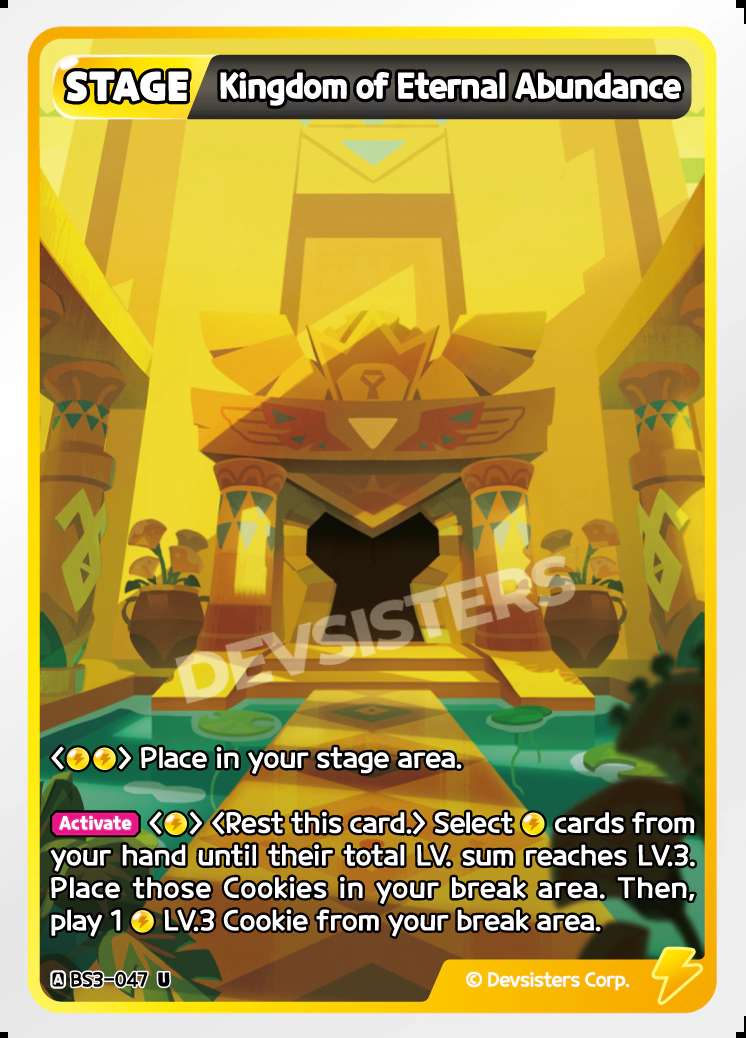 STAGE Kingdom of Eternal Abundance
DEVSISTERS
< > Place in your stage area.
Activate < > <Rest this card.> Select cards from
your hand until their total LV. sum reaches LV.3.
Place those Cookies in your break area. Then,
play 1 LV.3 Cookie from your break area.
A BS3-047 U
© Devsisters Corp.